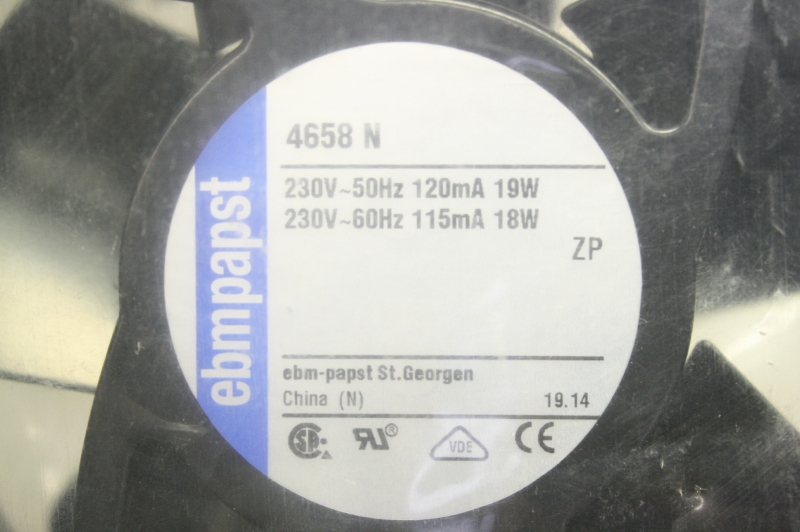 ebmpapst
4658 N
230V~50Hz 120mA 19W
230V~60Hz 115mA 18W
ZP
ebm-papst St.Georgen
China (N) 19.14
VDE CE